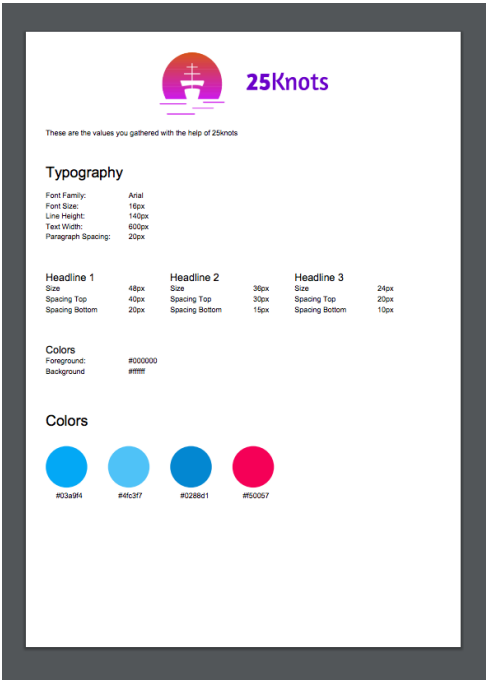 25Knots
These are the values you gathered with the help of 25knots
Typography
Font Family: Arial
Font Size: 16px
Line Height: 140px
Text Width: 600px
Paragraph Spacing: 20px
Headline 1 Headline 2 Headline 3
Size 48px Size 36px Size 24px
Spacing Top 40px Spacing Top 30px Spacing Top 20px
Spacing Bottom 20px Spacing Bottom 15px Spacing Bottom 10px
Colors
Foreground: #000000
Background #ffffff
Colors
#03a9f4 #4fc3f7 #0288d1 #f50057